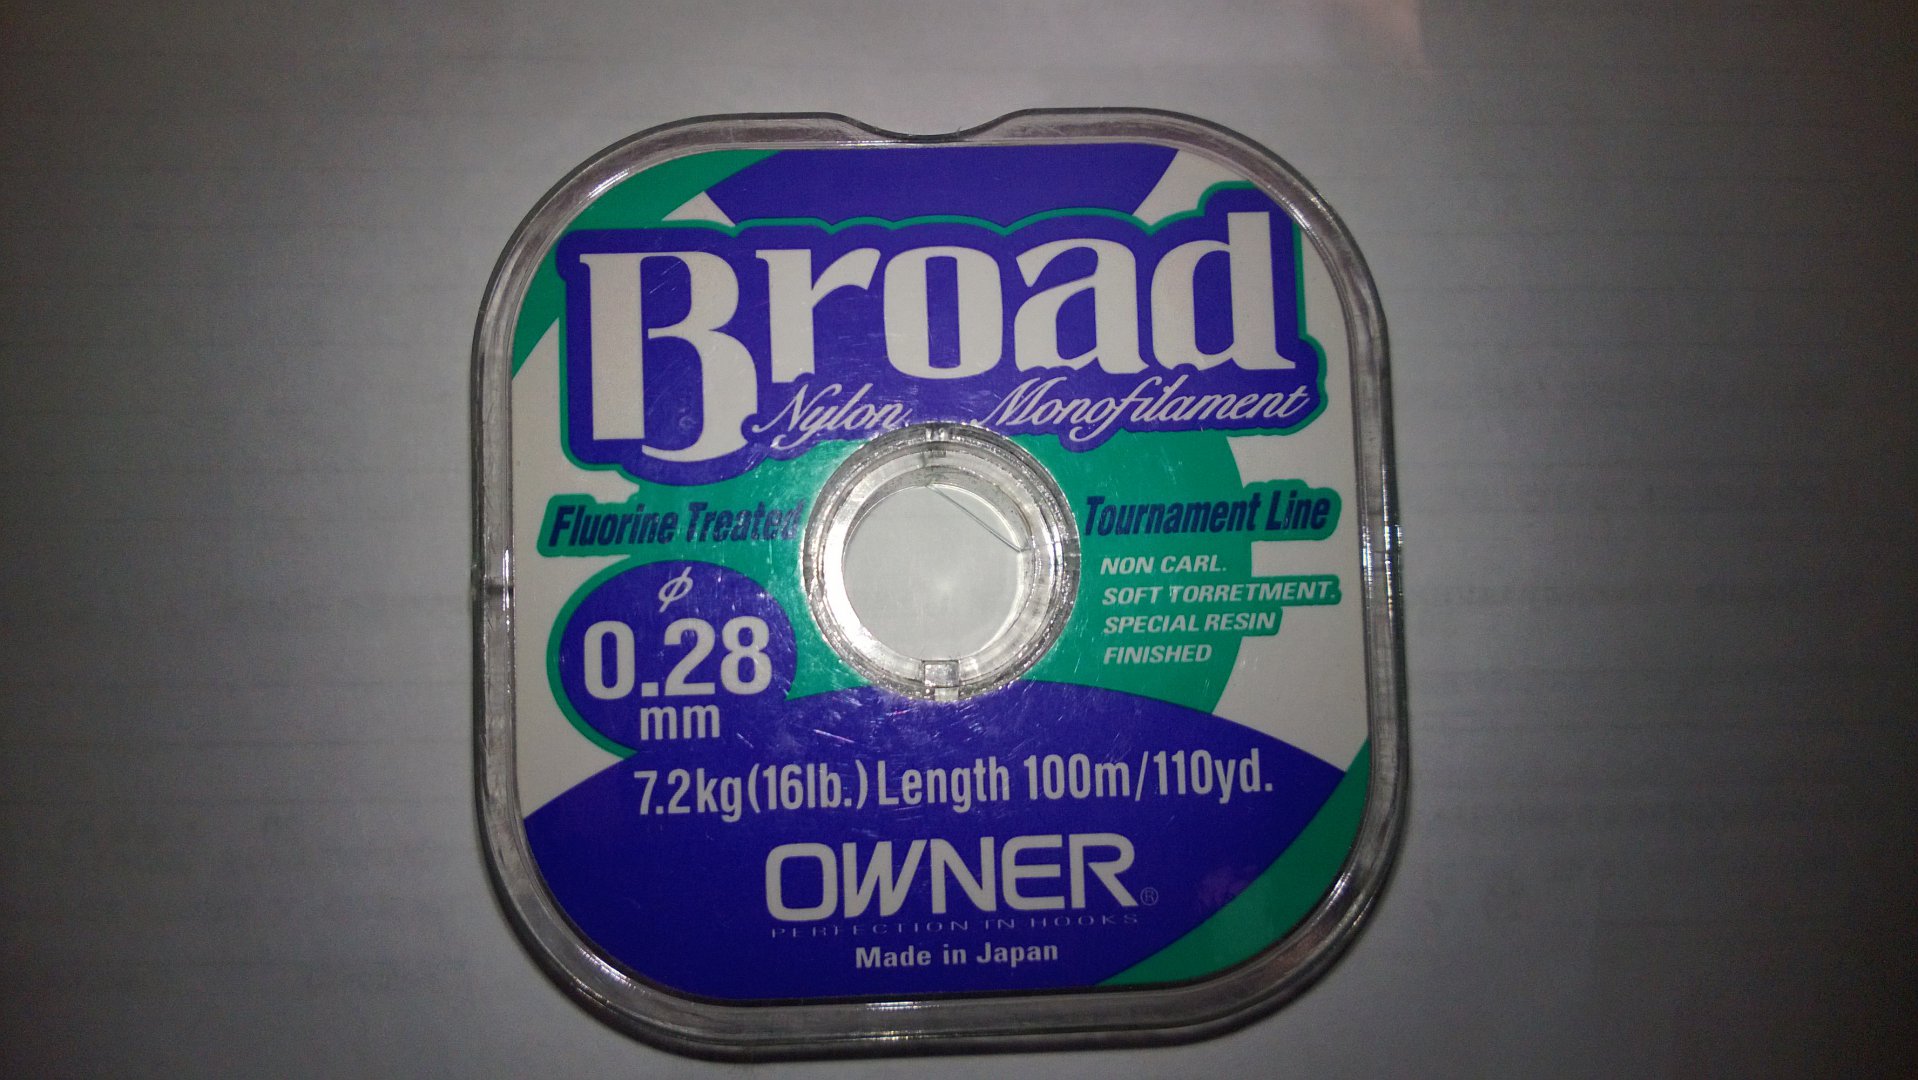 Broad
Nylon Monofilament
Fluorine Treated
Tournament Line
NON CARL.
SOFT TORRETMENT.
SPECIAL RESIN
FINISHED
ϕ
0.28
mm
7.2kg(16lb.) Length 100m/110yd.
OWNER®
PERFECTION IN HOOKS
Made in Japan